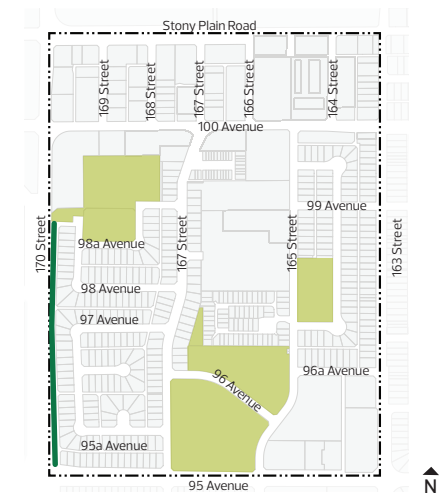 Stony Plain Road
169 Street
168 Street
167 Street
166 Street
164 Street
100 Avenue
99 Avenue
170 Street
98a Avenue
167 Street
165 Street
163 Street
98 Avenue
97 Avenue
96 Avenue
96a Avenue
95a Avenue
95 Avenue
N